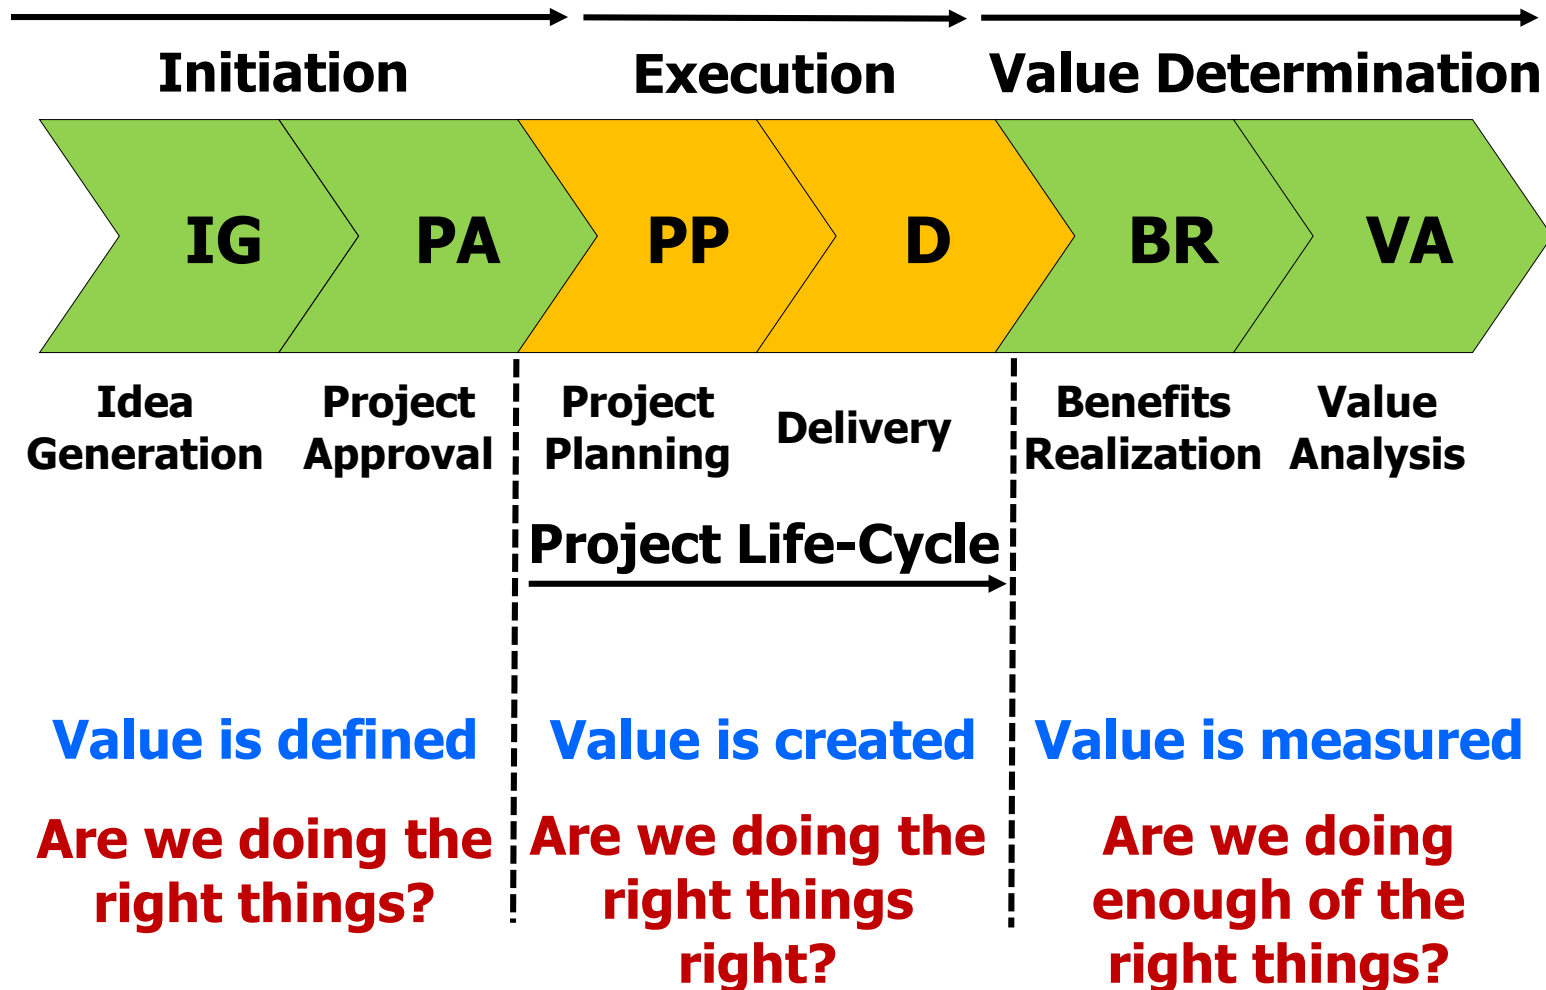 Initiation
Execution
Value Determination
IG
PA
PP
D
BR
VA
Idea
Generation
Project
Approval
Project
Planning
Delivery
Benefits
Realization
Value
Analysis
Project Life-Cycle
Value is defined
Value is created
Value is measured
Are we doing the
right things?
Are we doing the
right things
right?
Are we doing
enough of the
right things?